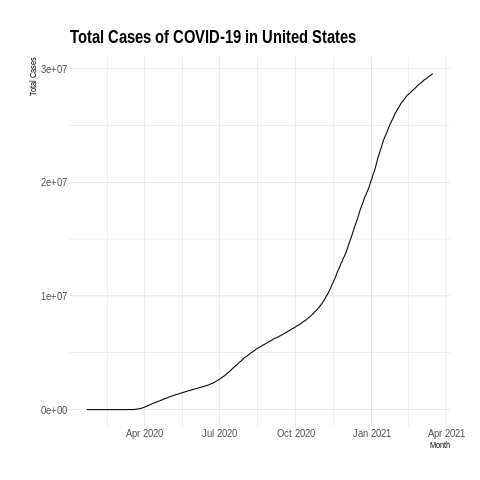 Total Cases of COVID-19 in United States
Total Cases
3e+07
2e+07
1e+07
0e+00
Apr 2020 Jul 2020 Oct 2020 Jan 2021 Apr 2021
Month